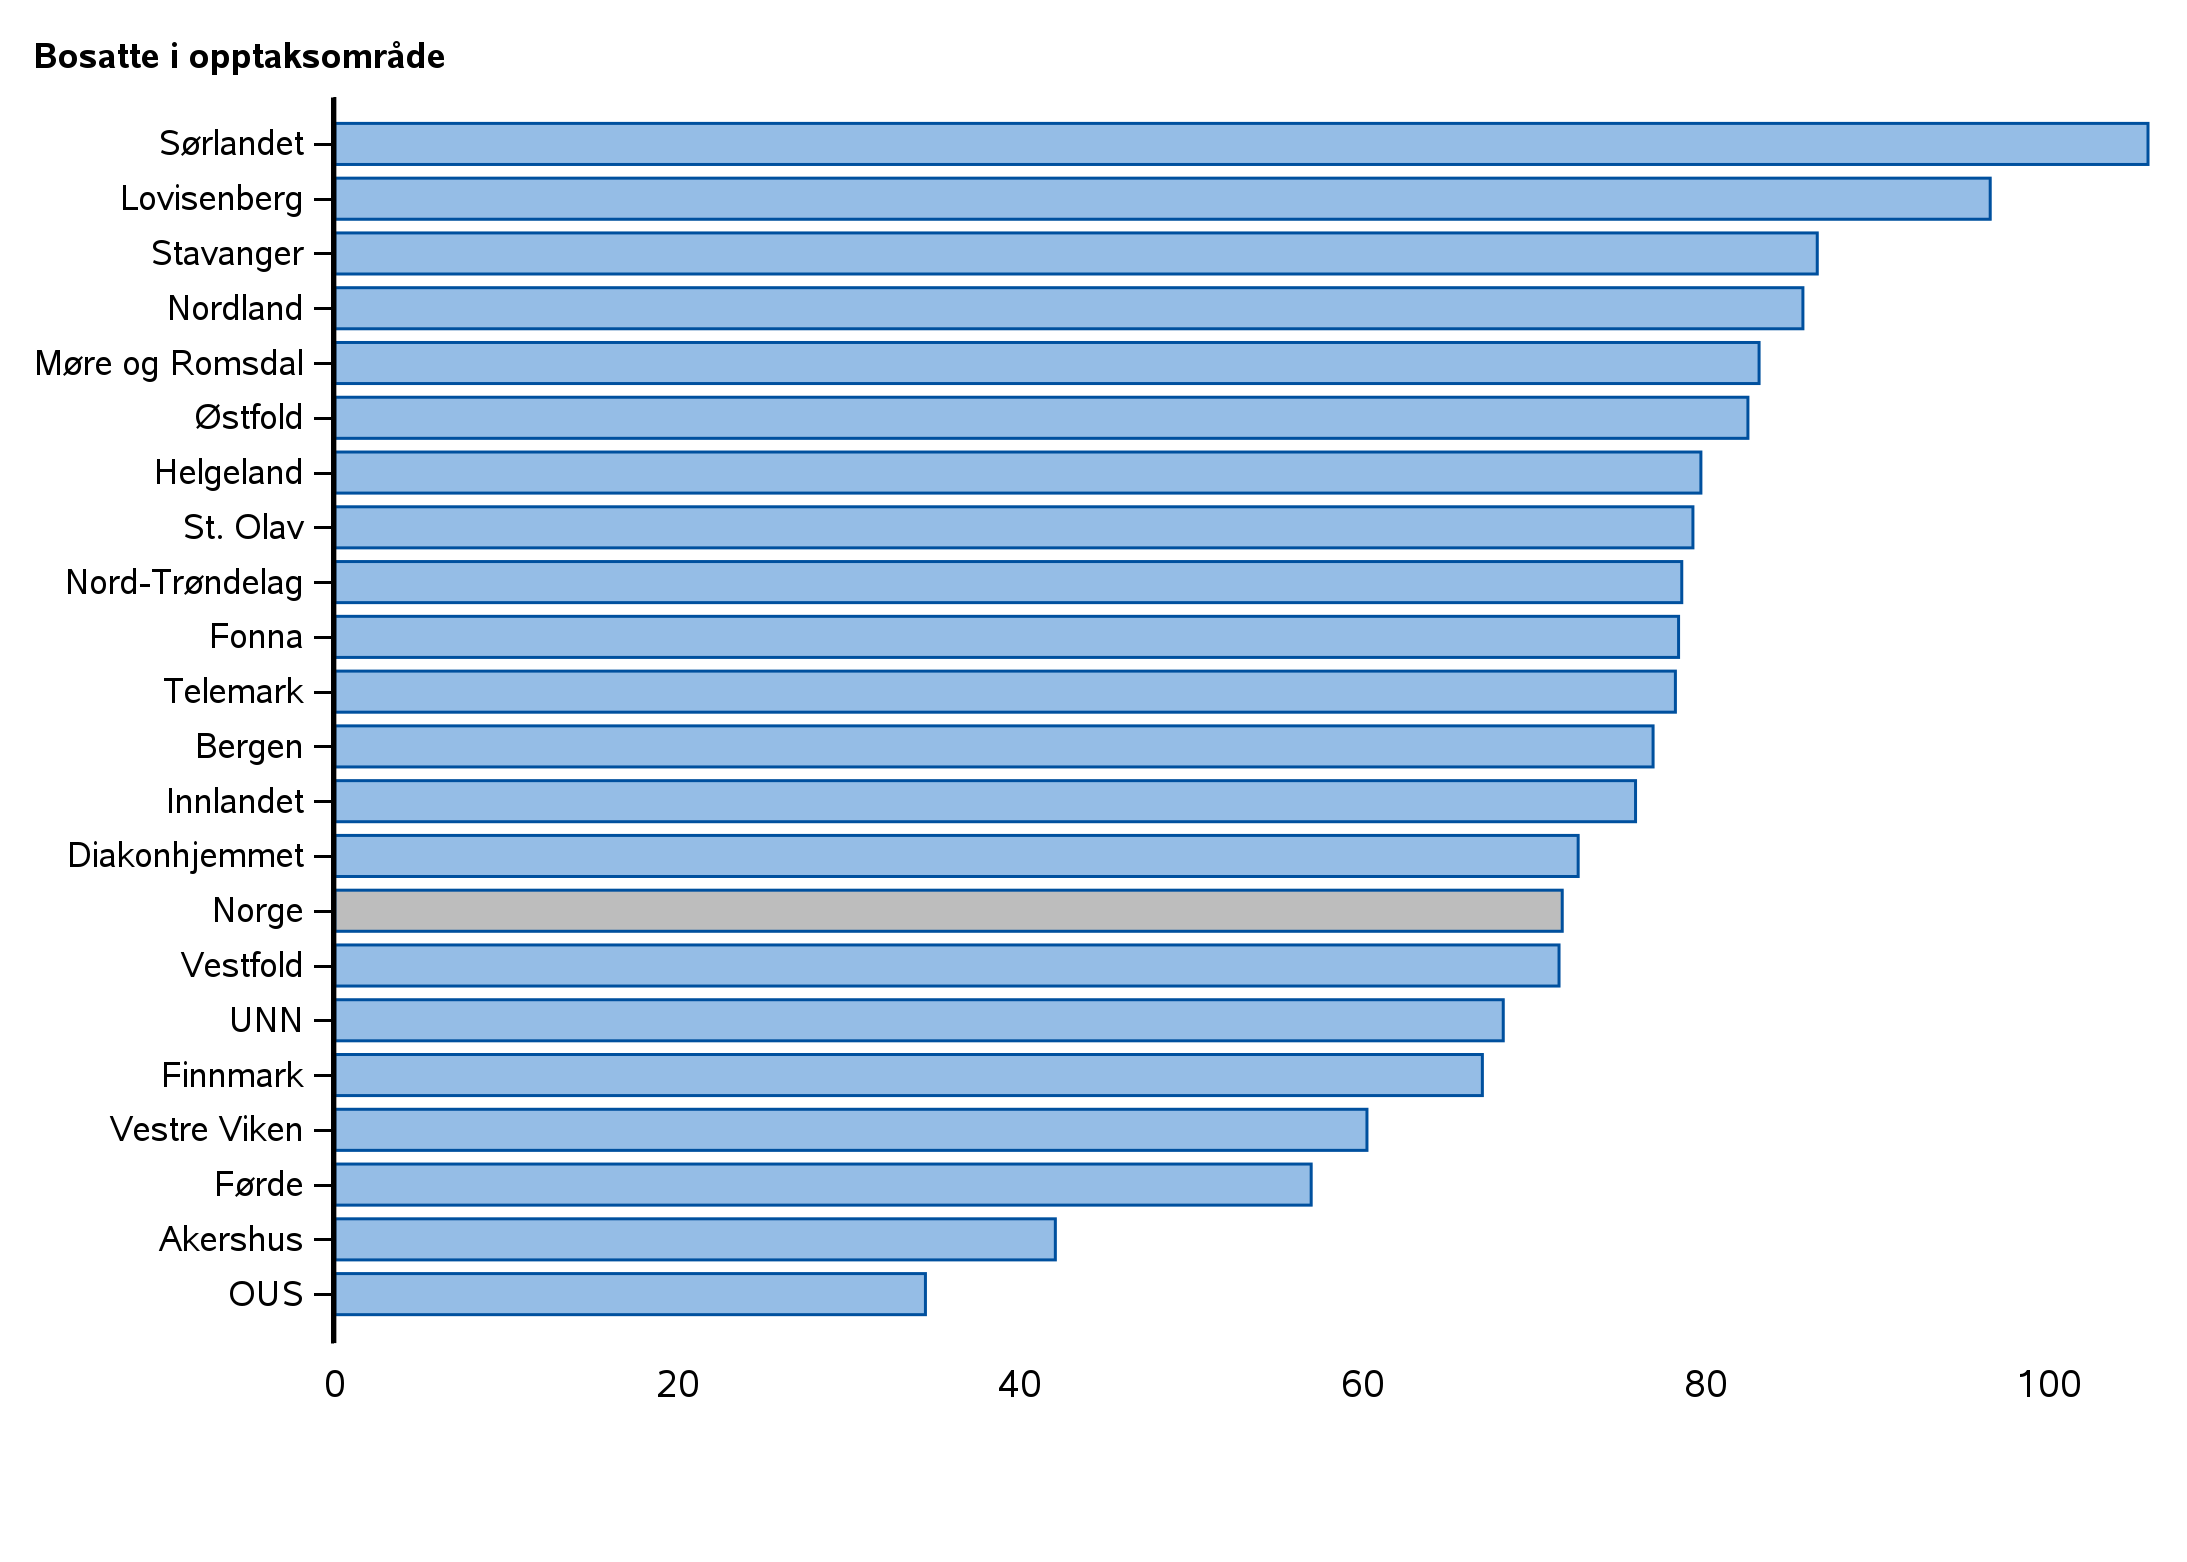 Bosatte i opptaksområde
Sørlandet
Lovisenberg
Stavanger
Nordland
Møre og Romsdal
Østfold
Helgeland
St. Olav
Nord-Trøndelag
Fonna
Telemark
Bergen
Innlandet
Diakonhjemmet
Norge
Vestfold
UNN
Finnmark
Vestre Viken
Førde
Akershus
OUS
0 20 40 60 80 100